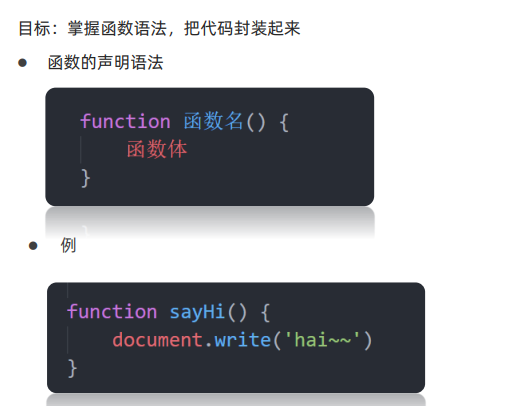 目标：掌握函数语法，把代码封装起来
● 函数的声明语法
function 函数名() {
    函数体
}
● 例
function sayHi() {
    document.write('hai~~')
}